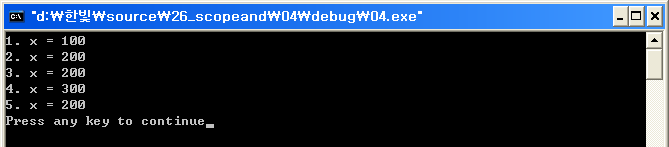 "d:₩한빛₩source₩26_scopeand₩04₩debug₩04.exe"
1. x = 100
2. x = 200
3. x = 200
4. x = 300
5. x = 200
Press any key to continue_